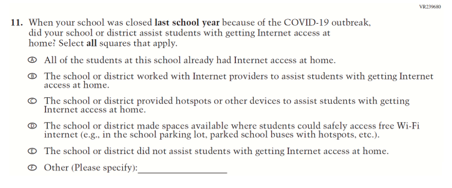 VR239680
11. When your school was closed last school year because of the COVID-19 outbreak,
did your school or district assist students with getting Internet access at
home? Select all squares that apply.
A All of the students at this school already had Internet access at home.
B The school or district worked with Internet providers to assist students with getting Internet
access at home.
C The school or district provided hotspots or other devices to assist students with getting
Internet access at home.
D The school or district made spaces available where students could safely access free Wi-Fi
internet (e.g., in the school parking lot, parked school buses with hotspots, etc.).
E The school or district did not assist students with getting Internet access at home.
F Other (Please specify):